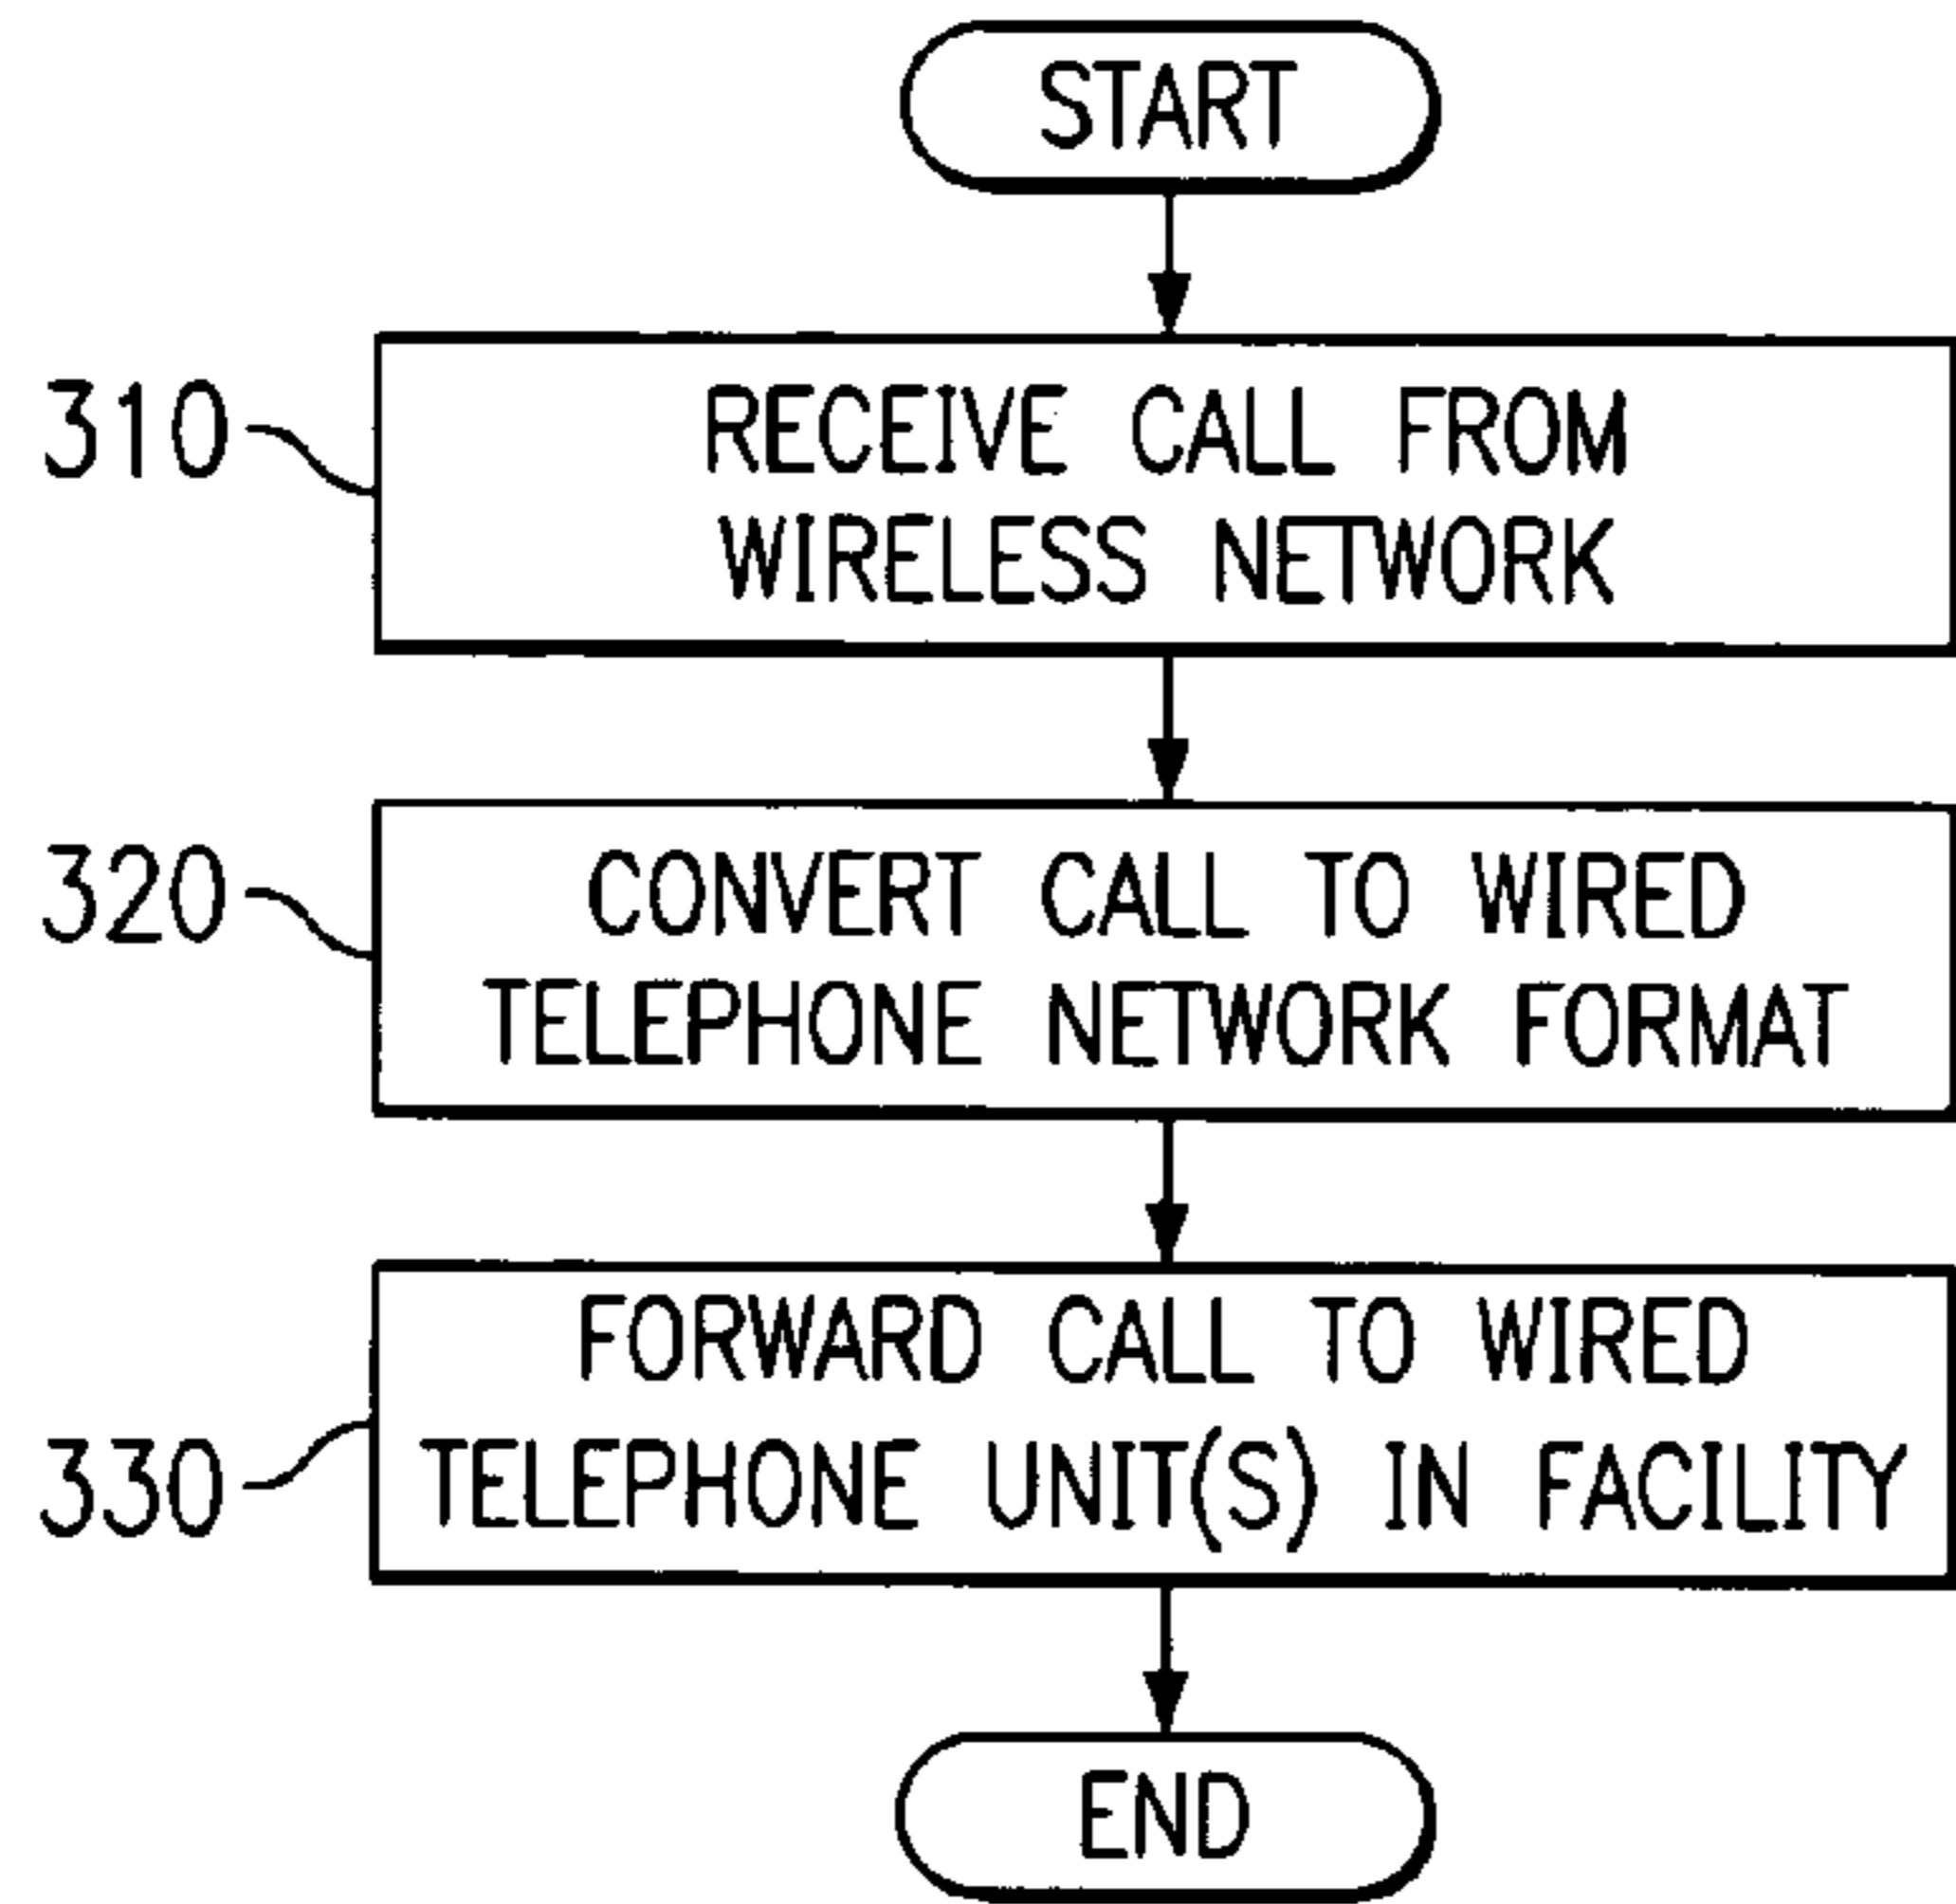 START
310
RECEIVE CALL FROM
WIRELESS NETWORK
320
CONVERT CALL TO WIRED
TELEPHONE NETWORK FORMAT
330
FORWARD CALL TO WIRED
TELEPHONE UNIT(S) IN FACILITY
END